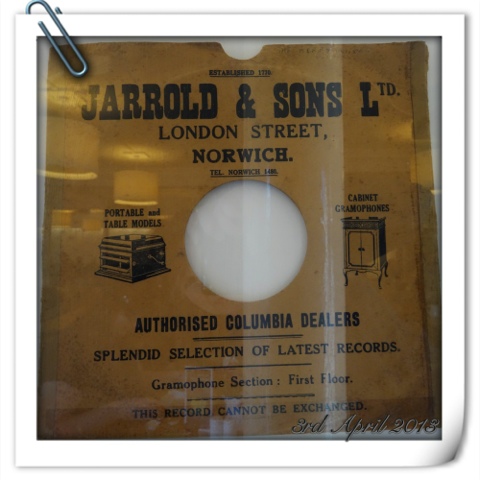 ESTABLISHED 1770
JARROLD & SONS LTD.
LONDON STREET,
NORWICH.
TEL. NORWICH 1480.
PORTABLE and
TABLE MODELS
CABINET
GRAMOPHONES
AUTHORISED COLUMBIA DEALERS
SPLENDID SELECTION OF LATEST RECORDS.
Gramophone Section: First Floor.
THIS RECORD CANNOT BE EXCHANGED.
3rd April 2013